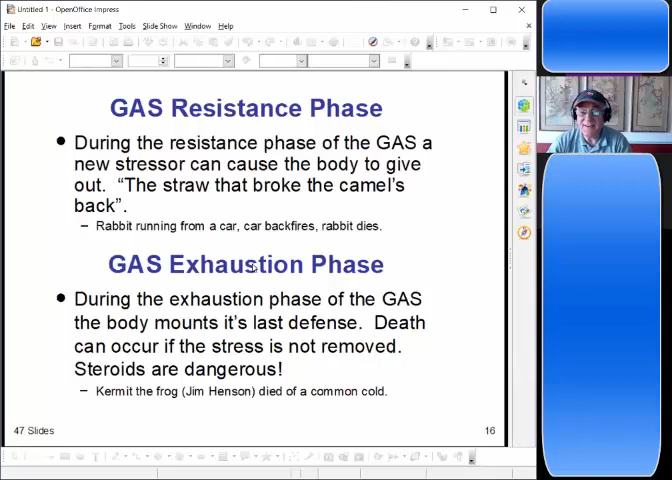 Untitled 1 - OpenOffice Impress
File Edit View Insert Format Tools Slide Show Window Help
GAS Resistance Phase
During the resistance phase of the GAS a
new stressor can cause the body to give
out. “The straw that broke the camel’s
back”.
– Rabbit running from a car, car backfires, rabbit dies.
GAS Exhaustion Phase
During the exhaustion phase of the GAS
the body mounts it’s last defense. Death
can occur if the stress is not removed.
Steroids are dangerous!
– Kermit the frog (Jim Henson) died of a common cold.
47 Slides
16